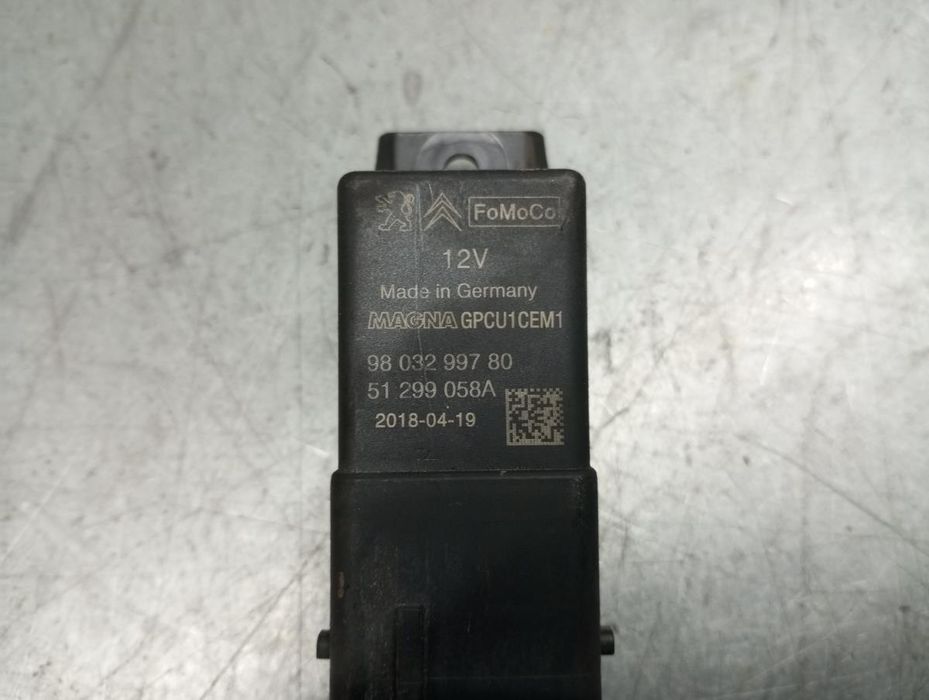 FoMoCo
12V
Made in Germany
MAGNA GPCU1CEM1
98 032 997 80
51 299 058A
2018-04-19